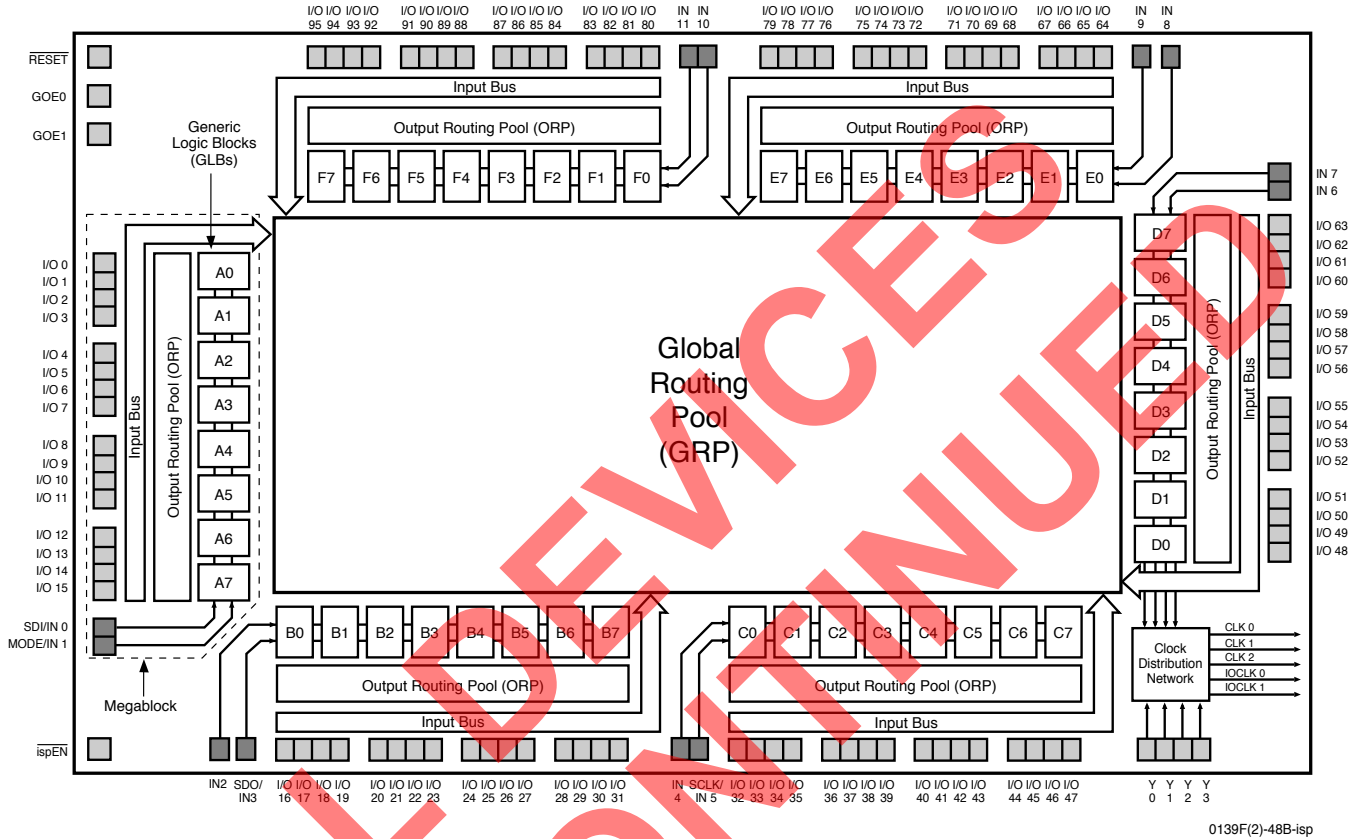 I/O I/O I/O I/O I/O I/O I/O I/O I/O I/O I/O I/O I/O I/O I/O I/O IN IN I/O I/O I/O I/O I/O I/O I/O I/O I/O I/O I/O I/O I/O I/O I/O I/O IN IN
95 94 93 92 91 90 89 88 87 86 85 84 83 82 81 80 11 10 79 78 77 76 75 74 73 72 71 70 69 68 67 66 65 64 9 8
RESET
GOE0
GOE1
Input Bus
Input Bus
Output Routing Pool (ORP)
Output Routing Pool (ORP)
Generic
Logic Blocks
(GLBs)
F7 F6 F5 F4 F3 F2 F1 F0
E7 E6 E5 E4 E3 E2 E1 E0
IN 7
IN 6
I/O 0
I/O 1
I/O 2
I/O 3
I/O 4
I/O 5
I/O 6
I/O 7
I/O 8
I/O 9
I/O 10
I/O 11
I/O 12
I/O 13
I/O 14
I/O 15
SDI/IN 0
MODE/IN 1
Input Bus
Output Routing Pool (ORP)
A0
A1
A2
A3
A4
A5
A6
A7
Global
Routing
Pool
(GRP)
D7
D6
D5
D4
D3
D2
D1
D0
Output Routing Pool (ORP)
Input Bus
I/O 63
I/O 62
I/O 61
I/O 60
I/O 59
I/O 58
I/O 57
I/O 56
I/O 55
I/O 54
I/O 53
I/O 52
I/O 51
I/O 50
I/O 49
I/O 48
B0 B1 B2 B3 B4 B5 B6 B7
C0 C1 C2 C3 C4 C5 C6 C7
Output Routing Pool (ORP)
Output Routing Pool (ORP)
Input Bus
Input Bus
Clock
Distribution
Network
CLK 0
CLK 1
CLK 2
IOCLK 0
IOCLK 1
Megablock
ispEN
IN2 SDO/ I/O I/O I/O I/O I/O I/O I/O I/O I/O I/O I/O I/O I/O I/O I/O I/O IN SCLK/ I/O I/O I/O I/O I/O I/O I/O I/O I/O I/O I/O I/O I/O I/O I/O I/O Y Y Y Y
IN3 16 17 18 19 20 21 22 23 24 25 26 27 28 29 30 31 4 IN 5 32 33 34 35 36 37 38 39 40 41 42 43 44 45 46 47 0 1 2 3
0139F(2)-48B-isp
DEVICES